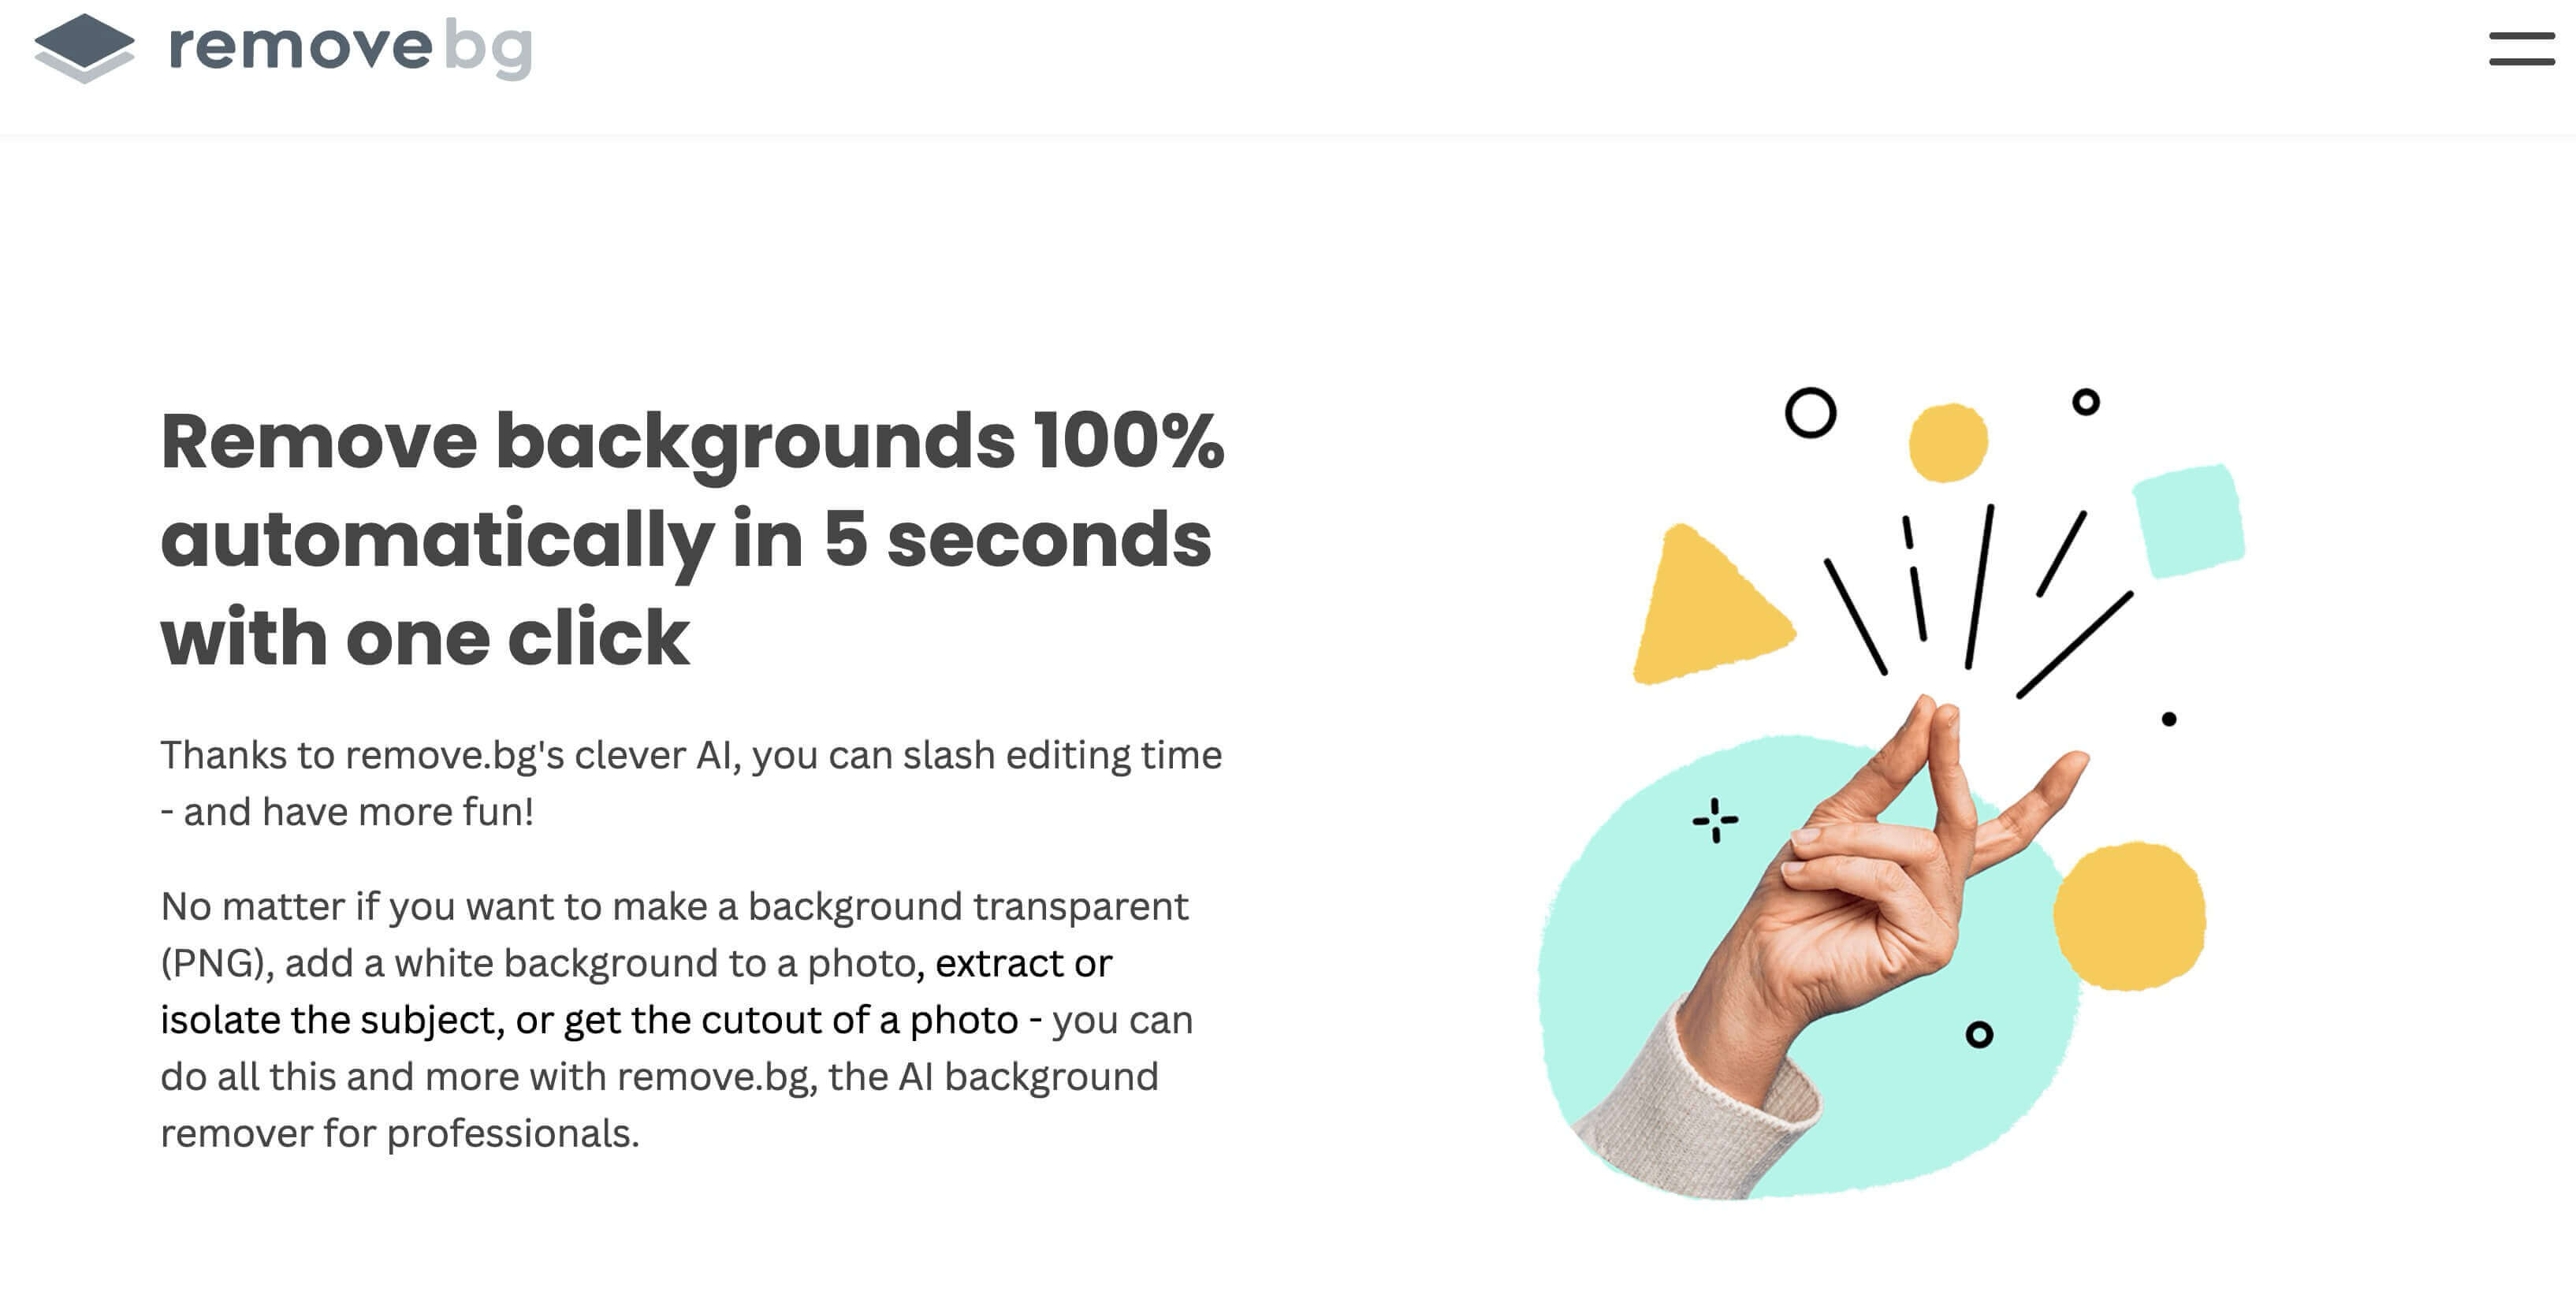 removebg
Remove backgrounds 100%
automatically in 5 seconds
with one click
Thanks to remove.bg's clever AI, you can slash editing time
- and have more fun!
No matter if you want to make a background transparent
(PNG), add a white background to a photo, extract or
isolate the subject, or get the cutout of a photo - you can
do all this and more with remove.bg, the AI background
remover for professionals.